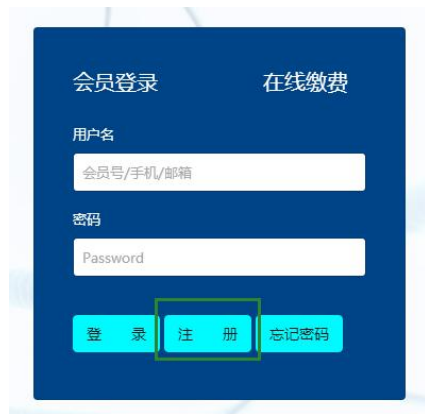 会员登录 在线缴费
用户名
会员号/手机/邮箱
密码
Password
登 录 注 册 忘记密码